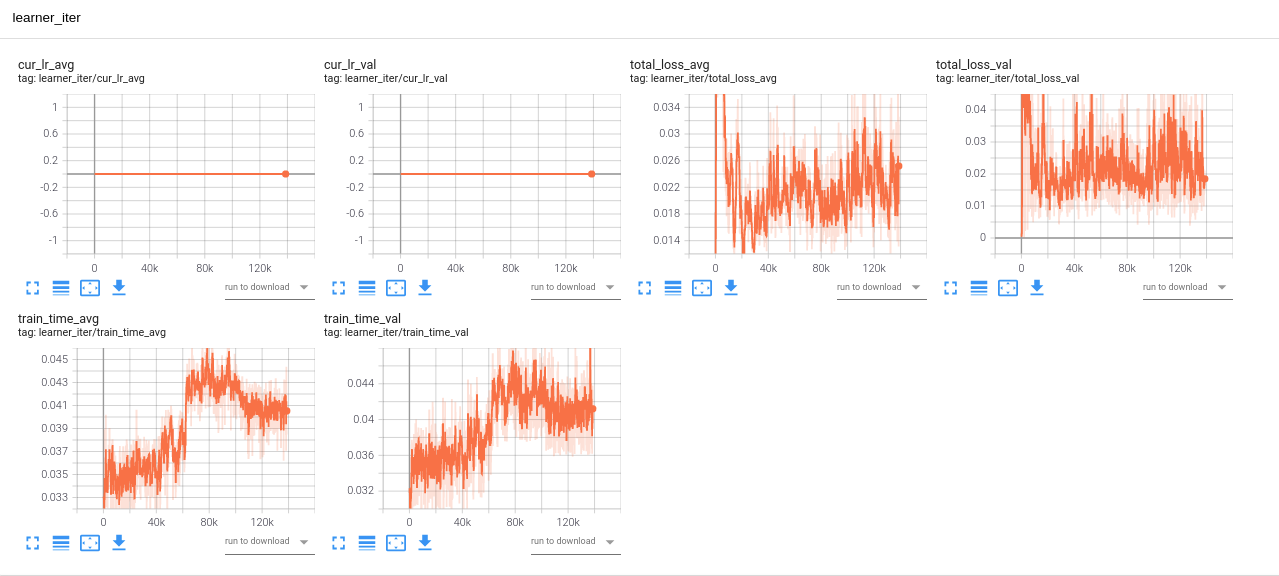 learner_iter
cur_lr_avg
tag: learner_iter/cur_lr_avg
1
0.6
0.2
-0.2
-0.6
-1
0
40k
80k
120k
run to download
cur_lr_val
tag: learner_iter/cur_lr_val
1
0.6
0.2
-0.2
-0.6
-1
0
40k
80k
120k
run to download
total_loss_avg
tag: learner_iter/total_loss_avg
0.034
0.03
0.026
0.022
0.018
0.014
0
40k
80k
120k
run to download
total_loss_val
tag: learner_iter/total_loss_val
0.04
0.03
0.02
0.01
0
0
40k
80k
120k
run to download
train_time_avg
tag: learner_iter/train_time_avg
0.045
0.043
0.041
0.039
0.037
0.035
0.033
0
40k
80k
120k
run to download
train_time_val
tag: learner_iter/train_time_val
0.044
0.04
0.036
0.032
0
40k
80k
120k
run to download